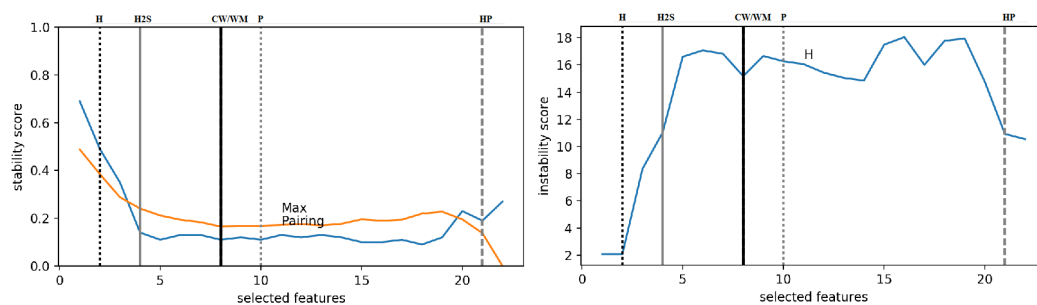 H H2S CW/WM P HP
1.0
0.8
0.6
0.4
0.2
0.0
stability score
Max
Pairing
0 5 10 15 20
selected features
H H2S CW/WM P HP
18
16
14
12
10
8
6
4
2
instability score
H
0 5 10 15 20
selected features